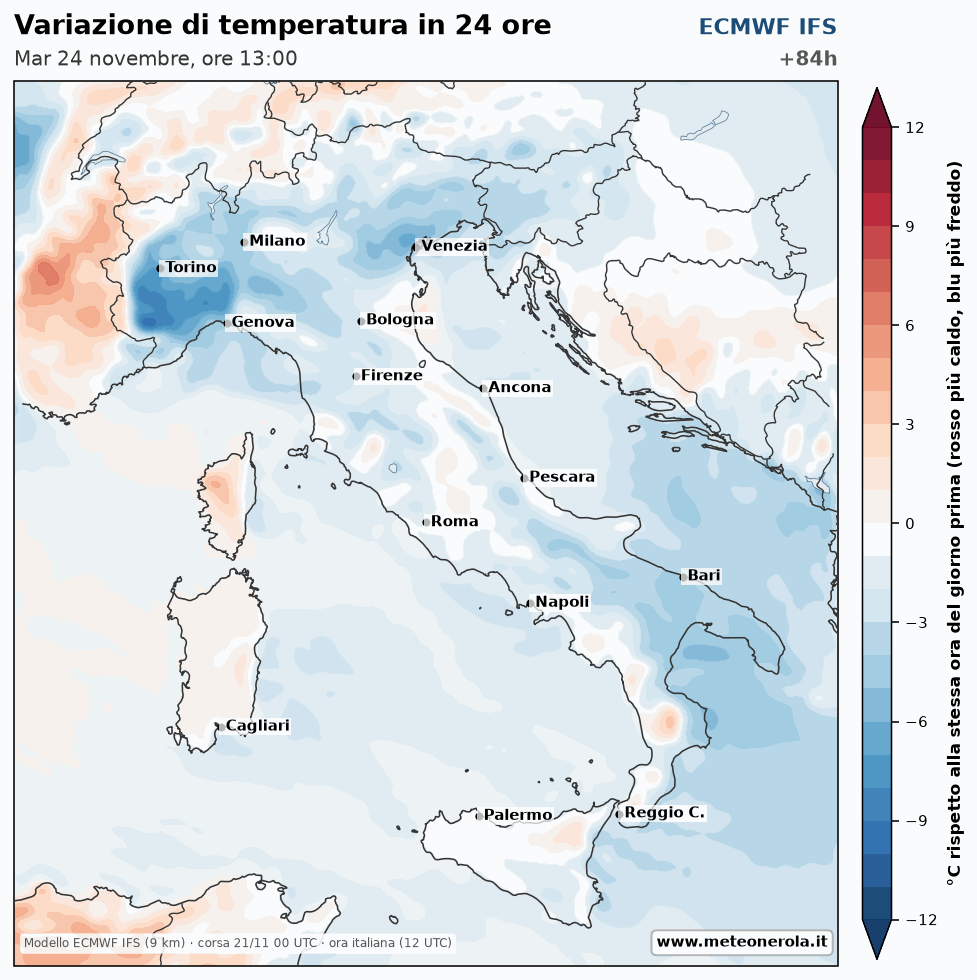 Variazione di temperatura in 24 ore
ECMWF IFS
Mar 24 novembre, ore 13:00
+84h
Milano
Venezia
Torino
Genova
Bologna
Firenze
Ancona
Pescara
Roma
Bari
Napoli
Cagliari
Palermo
Reggio C.
12
9
6
3
0
−3
−6
−9
−12
°C rispetto alla stessa ora del giorno prima (rosso più caldo, blu più freddo)
Modello ECMWF IFS (9 km) · corsa 21/11 00 UTC · ora italiana (12 UTC)
www.meteonerola.it